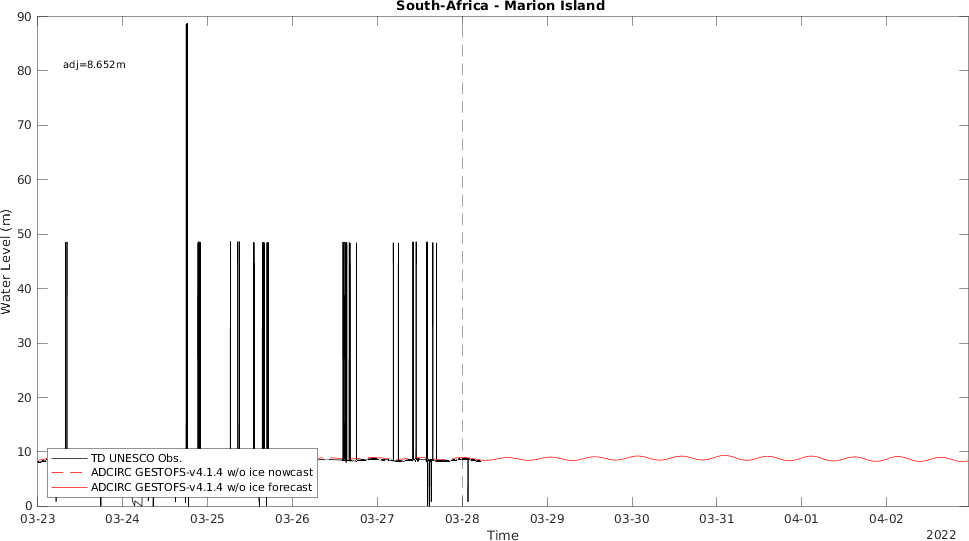 South-Africa - Marion Island
90
80
70
60
50
40
30
20
10
0
adj=8.652m
Water Level (m)
TD UNESCO Obs.
ADCIRC GESTOFS-v4.1.4 w/o ice nowcast
ADCIRC GESTOFS-v4.1.4 w/o ice forecast
03-23 03-24 03-25 03-26 03-27 03-28 03-29 03-30 03-31 04-01 04-02
Time
2022